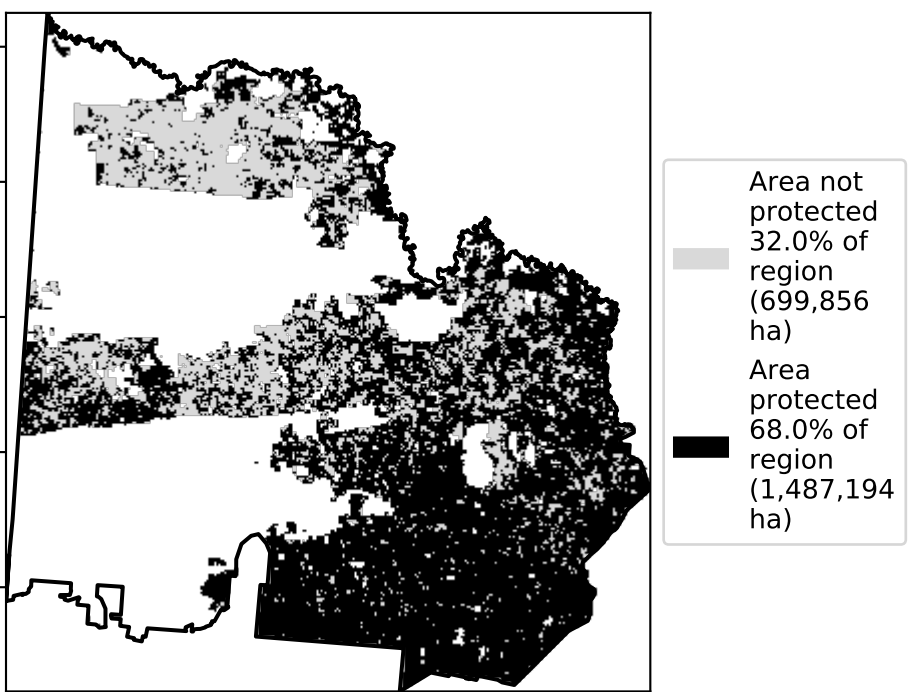 Area not
protected
32.0% of
region
(699,856
ha)
Area
protected
68.0% of
region
(1,487,194
ha)